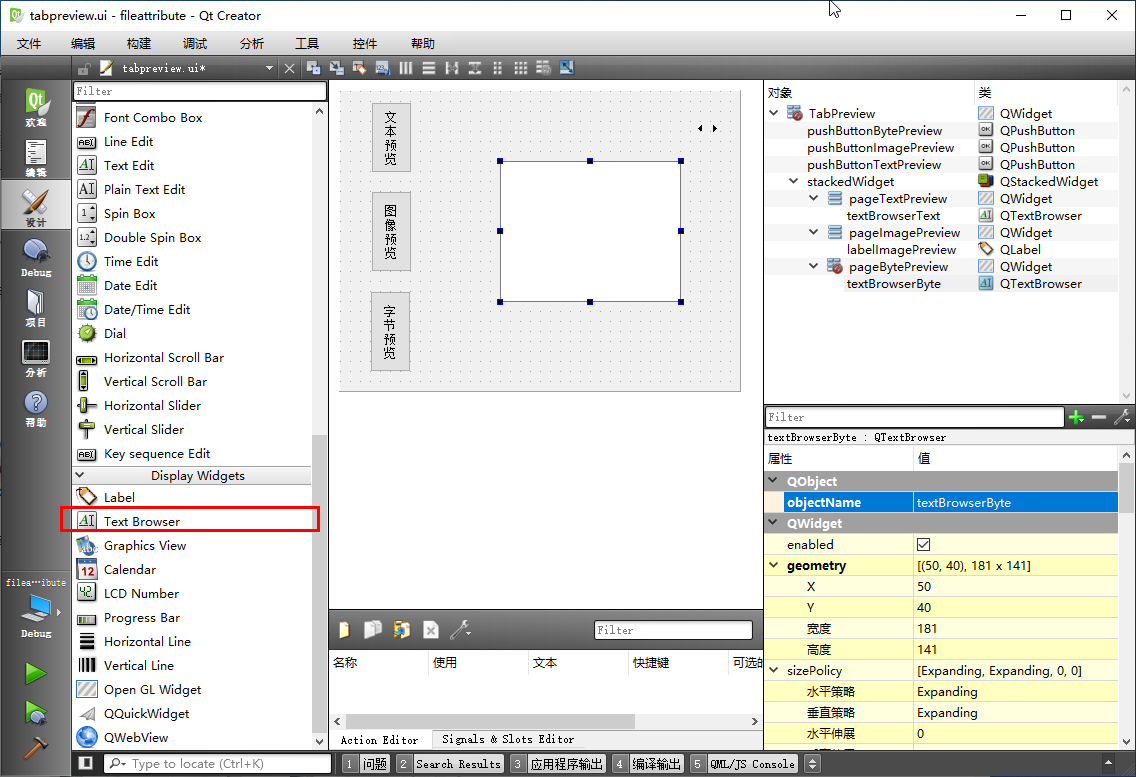 tabpreview.ui - fileattribute - Qt Creator
文件 编辑 构建 调试 分析 工具 控件 帮助
tabpreview.ui*
欢迎
编辑
设计
Debug
项目
分析
帮助
filea···ibute
Debug
Filter
Font Combo Box
Line Edit
Text Edit
Plain Text Edit
Spin Box
Double Spin Box
Time Edit
Date Edit
Date/Time Edit
Dial
Horizontal Scroll Bar
Vertical Scroll Bar
Horizontal Slider
Vertical Slider
Key sequence Edit
Display Widgets
Label
Text Browser
Graphics View
Calendar
LCD Number
Progress Bar
Horizontal Line
Vertical Line
Open GL Widget
QQuickWidget
QWebView
文本预览
图像预览
字节预览
Filter
名称 使用 文本 快捷键 可选的
Action Editor Signals & Slots Editor
对象 类
TabPreview QWidget
pushButtonBytePreview QPushButton
pushButtonImagePreview QPushButton
pushButtonTextPreview QPushButton
stackedWidget QStackedWidget
pageTextPreview QWidget
textBrowserText QTextBrowser
pageImagePreview QWidget
labelImagePreview QLabel
pageBytePreview QWidget
textBrowserByte QTextBrowser
Filter
textBrowserByte : QTextBrowser
属性 值
QObject
objectName textBrowserByte
QWidget
enabled
geometry [(50, 40), 181 x 141]
X 50
Y 40
宽度 181
高度 141
sizePolicy [Expanding, Expanding, 0, 0]
水平策略 Expanding
垂直策略 Expanding
水平伸展 0
Type to locate (Ctrl+K) 1 问题 2 Search Results 3 应用程序输出 4 编译输出 5 QML/JS Console